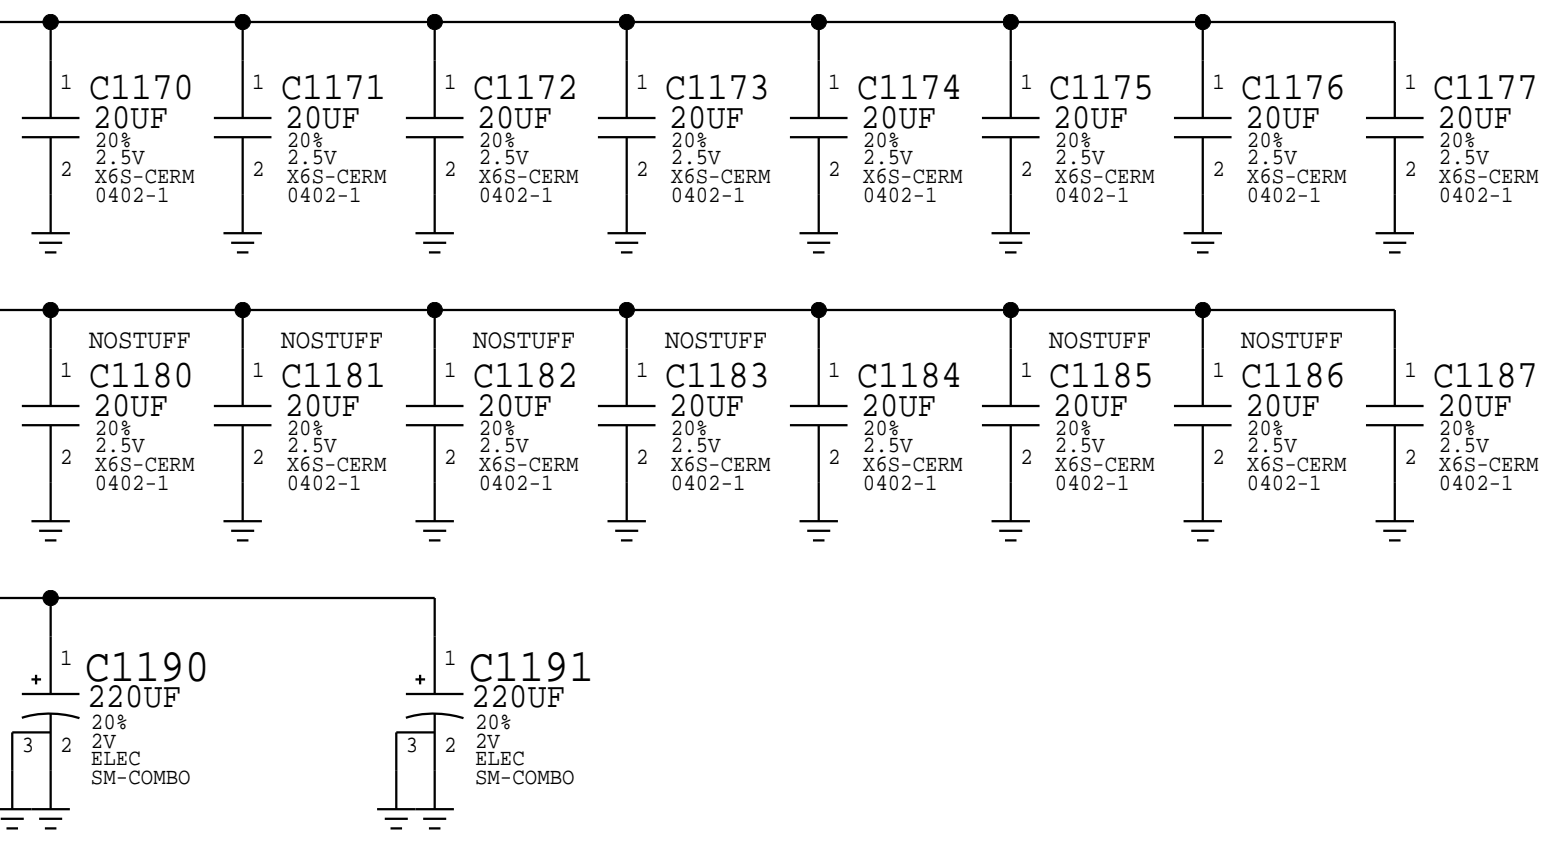 1 C1170
20UF
20%
2.5V
2 X6S-CERM
0402-1
1 C1171
20UF
20%
2.5V
2 X6S-CERM
0402-1
1 C1172
20UF
20%
2.5V
2 X6S-CERM
0402-1
1 C1173
20UF
20%
2.5V
2 X6S-CERM
0402-1
1 C1174
20UF
20%
2.5V
2 X6S-CERM
0402-1
1 C1175
20UF
20%
2.5V
2 X6S-CERM
0402-1
1 C1176
20UF
20%
2.5V
2 X6S-CERM
0402-1
1 C1177
20UF
20%
2.5V
2 X6S-CERM
0402-1
NOSTUFF
1 C1180
20UF
20%
2.5V
2 X6S-CERM
0402-1
NOSTUFF
1 C1181
20UF
20%
2.5V
2 X6S-CERM
0402-1
NOSTUFF
1 C1182
20UF
20%
2.5V
2 X6S-CERM
0402-1
NOSTUFF
1 C1183
20UF
20%
2.5V
2 X6S-CERM
0402-1
1 C1184
20UF
20%
2.5V
2 X6S-CERM
0402-1
NOSTUFF
1 C1185
20UF
20%
2.5V
2 X6S-CERM
0402-1
NOSTUFF
1 C1186
20UF
20%
2.5V
2 X6S-CERM
0402-1
1 C1187
20UF
20%
2.5V
2 X6S-CERM
0402-1
1 C1190
+
220UF
20%
3 2 2V
ELEC
SM-COMBO
1 C1191
+
220UF
20%
3 2 2V
ELEC
SM-COMBO